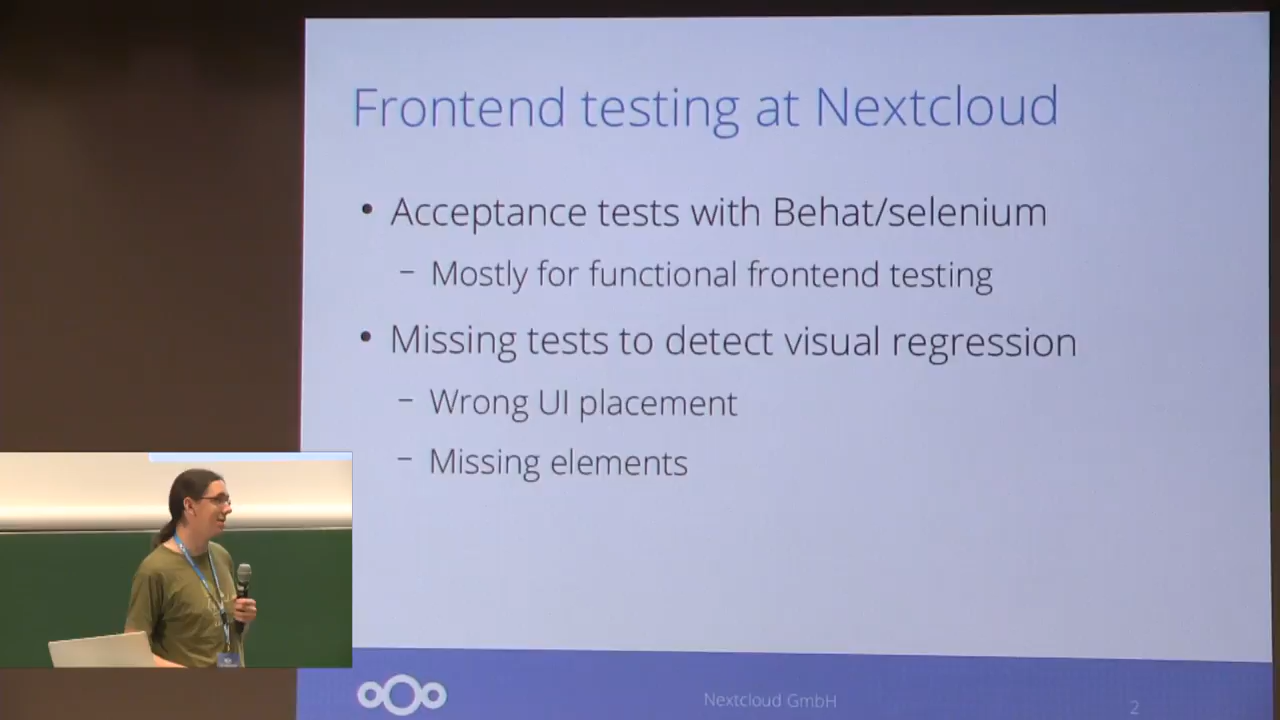 Frontend testing at Nextcloud
• Acceptance tests with Behat/selenium
– Mostly for functional frontend testing
• Missing tests to detect visual regression
– Wrong UI placement
– Missing elements
Nextcloud GmbH
2